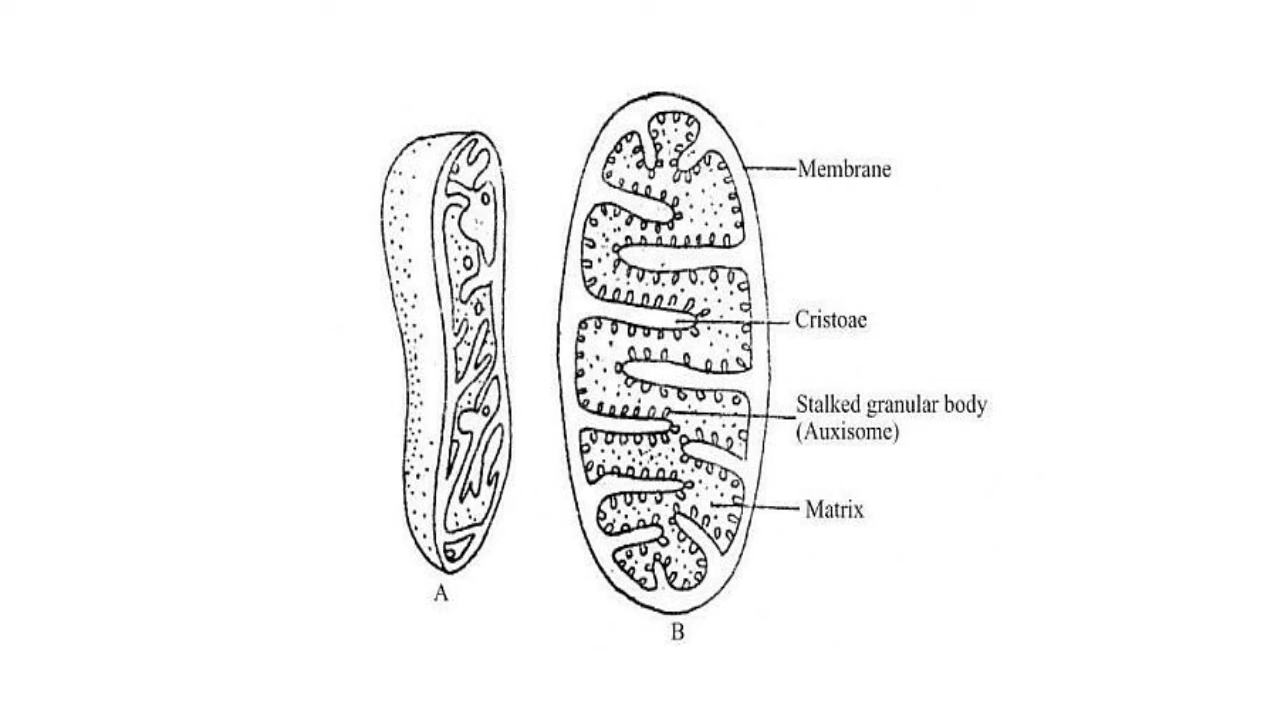 Membrane
Cristoae
Stalked granular body
(Auxisome)
Matrix
A
B